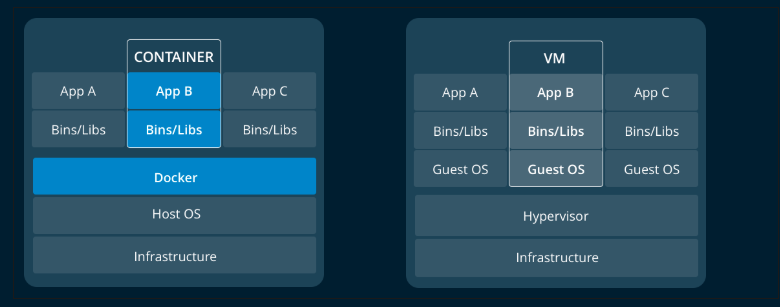 CONTAINER
App A
App B
App C
Bins/Libs
Bins/Libs
Bins/Libs
Docker
Host OS
Infrastructure
VM
App A
App B
App C
Bins/Libs
Bins/Libs
Bins/Libs
Guest OS
Guest OS
Guest OS
Hypervisor
Infrastructure